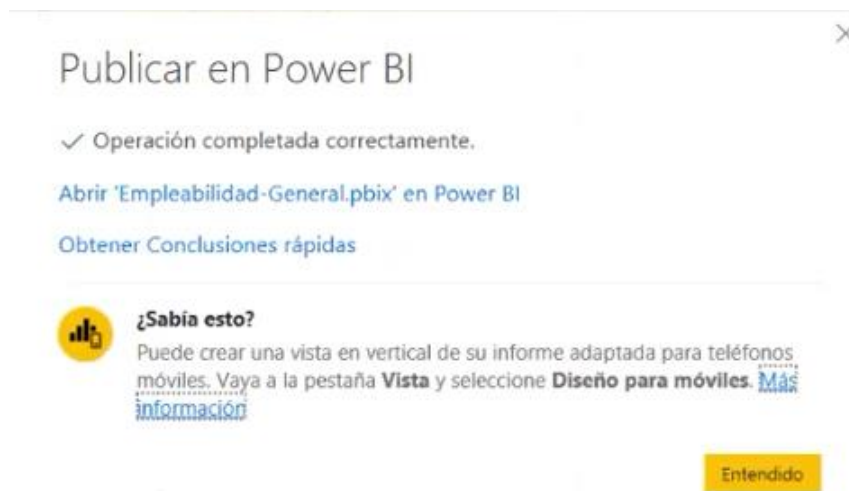 Publicar en Power BI
Operación completada correctamente.
Abrir 'Empleabilidad-General.pbix' en Power BI
Obtener Conclusiones rápidas
¿Sabía esto?
Puede crear una vista en vertical de su informe adaptada para teléfonos
móviles. Vaya a la pestaña Vista y seleccione Diseño para móviles. Más
información
Entendido